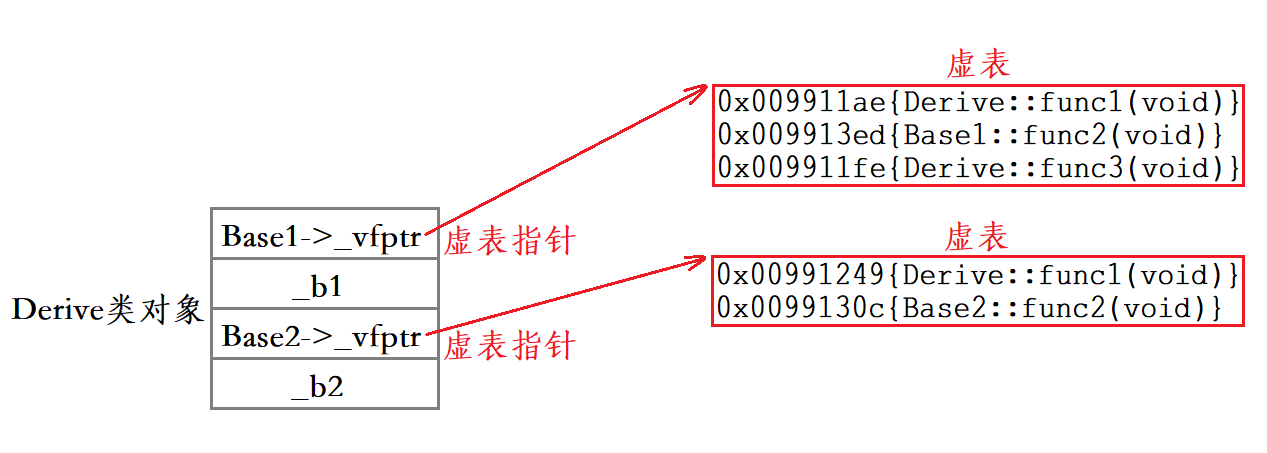 虚表
0x009911ae{Derive::func1(void)}
0x009913ed{Base1::func2(void)}
0x009911fe{Derive::func3(void)}
Base1->_vfptr
虚表指针
_b1
Derive类对象
Base2->_vfptr
虚表指针
_b2
虚表
0x00991249{Derive::func1(void)}
0x0099130c{Base2::func2(void)}